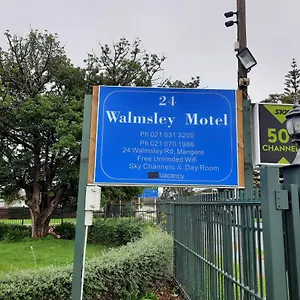 24
Walmsley Motel
Ph 021 031 3200
Ph 021 070 1986
24 Walmsley Rd, Mangere
Free Unlimited Wifi
Sky Channels & Day Room
Vacancy
50
CHANNELS